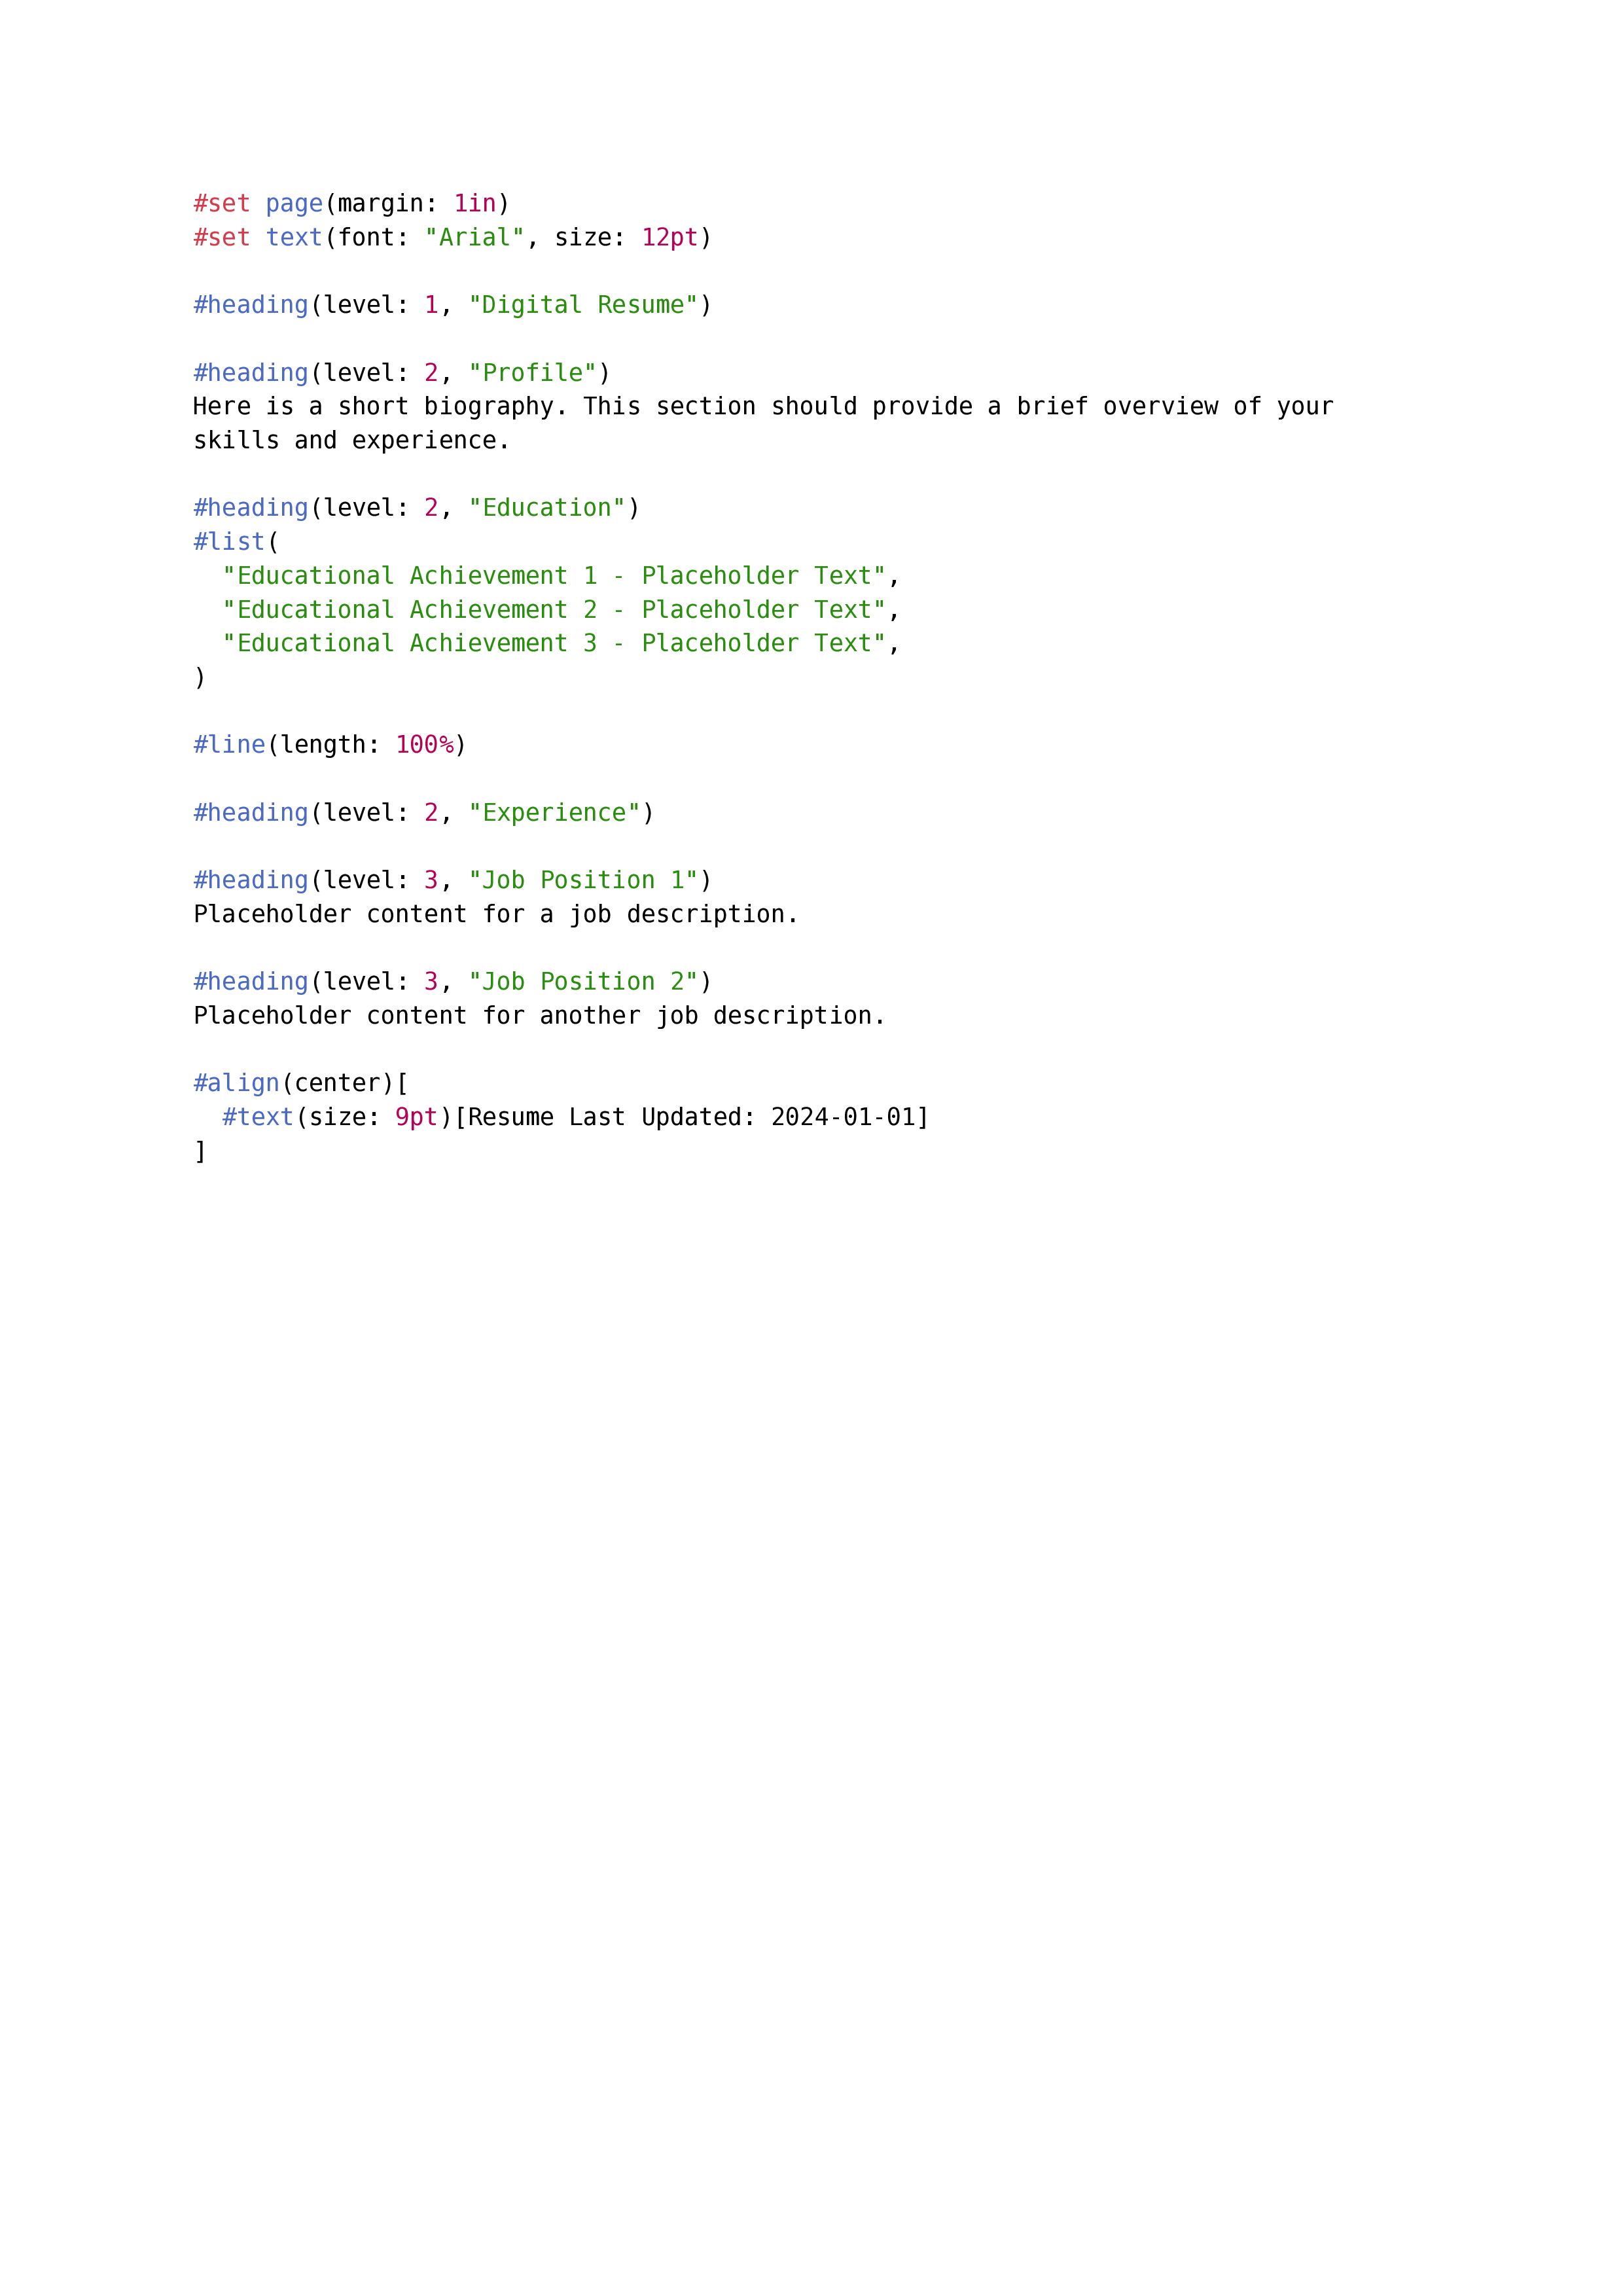 #set page(margin: 1in)
#set text(font: "Arial", size: 12pt)

#heading(level: 1, "Digital Resume")

#heading(level: 2, "Profile")
Here is a short biography. This section should provide a brief overview of your
skills and experience.

#heading(level: 2, "Education")
#list(
  "Educational Achievement 1 - Placeholder Text",
  "Educational Achievement 2 - Placeholder Text",
  "Educational Achievement 3 - Placeholder Text",
)

#line(length: 100%)

#heading(level: 2, "Experience")

#heading(level: 3, "Job Position 1")
Placeholder content for a job description.

#heading(level: 3, "Job Position 2")
Placeholder content for another job description.

#align(center)[
  #text(size: 9pt)[Resume Last Updated: 2024-01-01]
]